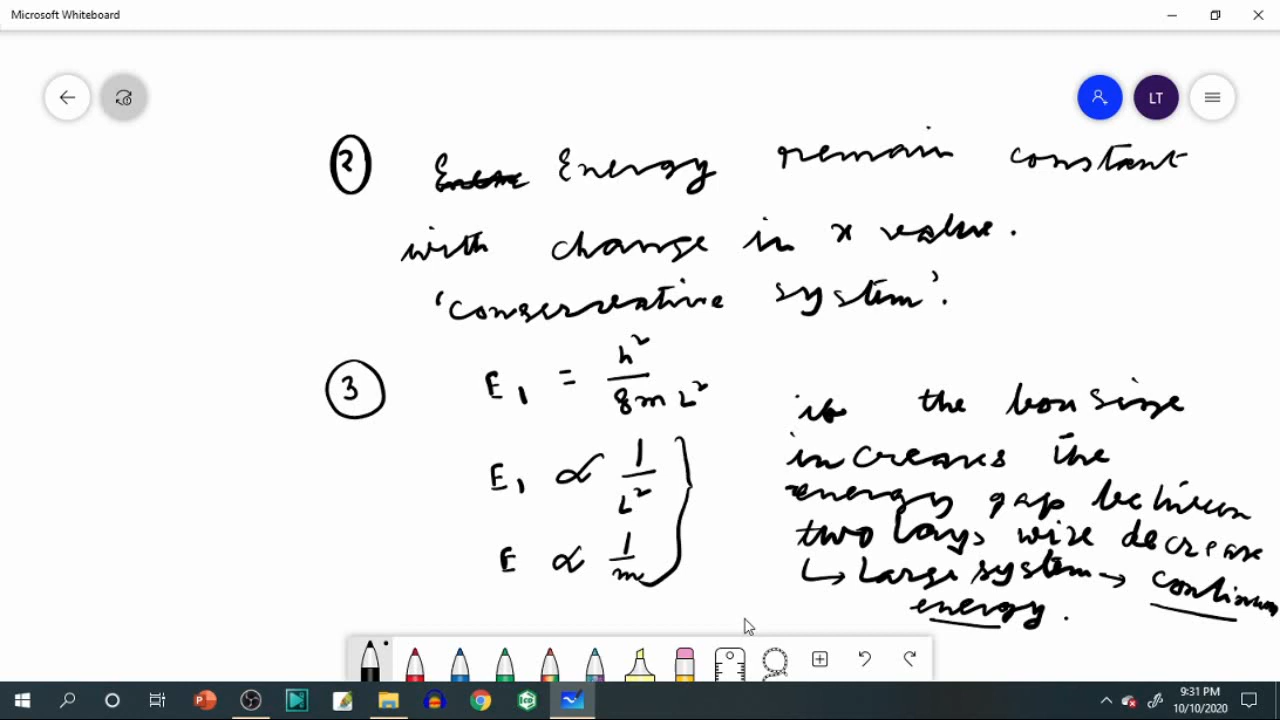 Microsoft Whiteboard
LT
2 Energy remain constant
with change in x value.
'conservative system'.
3 E₁ = h²/8mL²
E₁ ∝ 1/L²
E ∝ 1/m
if the box size
increases the
energy gap between
two will decrease
↳ Large system → continuous
energy.
9:31 PM
10/10/2020